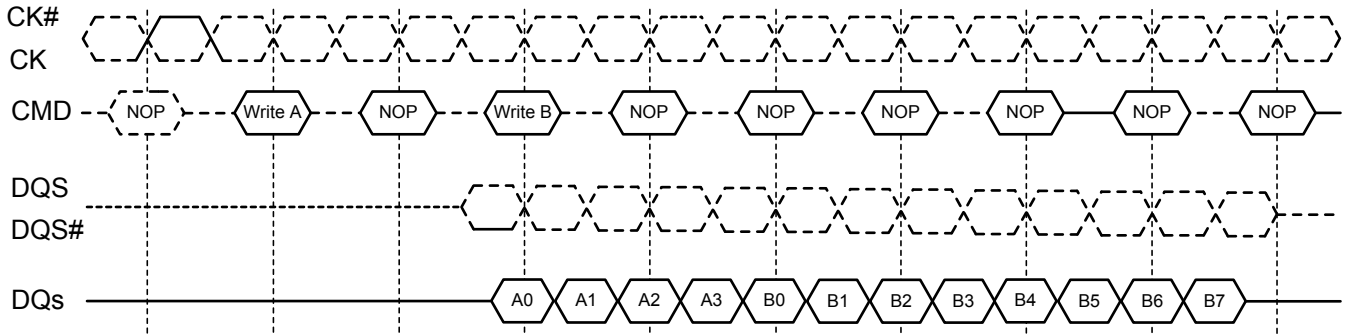 CK#
CK
CMD NOP Write A NOP Write B NOP NOP NOP NOP NOP NOP
DQS
DQS#
DQs A0 A1 A2 A3 B0 B1 B2 B3 B4 B5 B6 B7